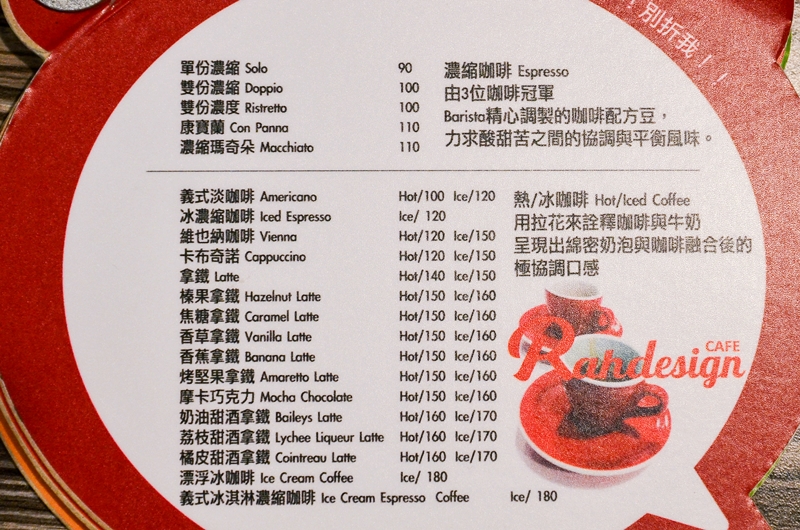 ！別折我！！
單份濃縮 Solo 90
雙份濃縮 Doppio 100
雙份濃度 Ristretto 100
康寶蘭 Con Panna 110
濃縮瑪奇朵 Macchiato 110
濃縮咖啡 Espresso
由3位咖啡冠軍
Barista精心調製的咖啡配方豆，
力求酸甜苦之間的協調與平衡風味。
義式淡咖啡 Americano Hot/100 Ice/120
冰濃縮咖啡 Iced Espresso Ice/ 120
維也納咖啡 Vienna Hot/120 Ice/150
卡布奇諾 Cappuccino Hot/120 Ice/150
拿鐵 Latte Hot/140 Ice/150
榛果拿鐵 Hazelnut Latte Hot/150 Ice/160
焦糖拿鐵 Caramel Latte Hot/150 Ice/160
香草拿鐵 Vanilla Latte Hot/150 Ice/160
香蕉拿鐵 Banana Latte Hot/150 Ice/160
烤堅果拿鐵 Amaretto Latte Hot/150 Ice/160
摩卡巧克力 Mocha Chocolate Hot/150 Ice/160
奶油甜酒拿鐵 Baileys Latte Hot/160 Ice/170
荔枝甜酒拿鐵 Lychee Liqueur Latte Hot/160 Ice/170
橘皮甜酒拿鐵 Cointreau Latte Hot/160 Ice/170
漂浮冰咖啡 Ice Cream Coffee Ice/ 180
義式冰淇淋濃縮咖啡 Ice Cream Espresso Coffee Ice/ 180
熱/冰咖啡 Hot/Iced Coffee
用拉花來詮釋咖啡與牛奶
呈現出綿密奶泡與咖啡融合後的
極協調口感
CAFE
Rahdesign